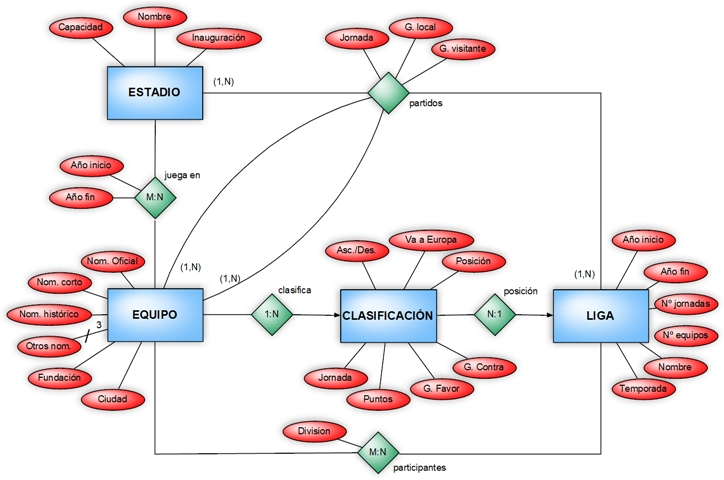 Nombre
Capacidad
Inauguración
Jornada
G. local
G. visitante
ESTADIO
(1,N)
partidos
Año inicio
juega en
Año fin
M:N
Nom. Oficial
Nom. corto
Nom. histórico
3
Otros nom.
Fundación
Ciudad
EQUIPO
(1,N)
(1,N)
clasifica
1:N
Asc./Des.
Va a Europa
Posición
CLASIFICACIÓN
Jornada
Puntos
G. Favor
G. Contra
posición
N:1
(1,N)
LIGA
Año inicio
Año fin
Nº jornadas
Nº equipos
Nombre
Temporada
Division
M:N
participantes